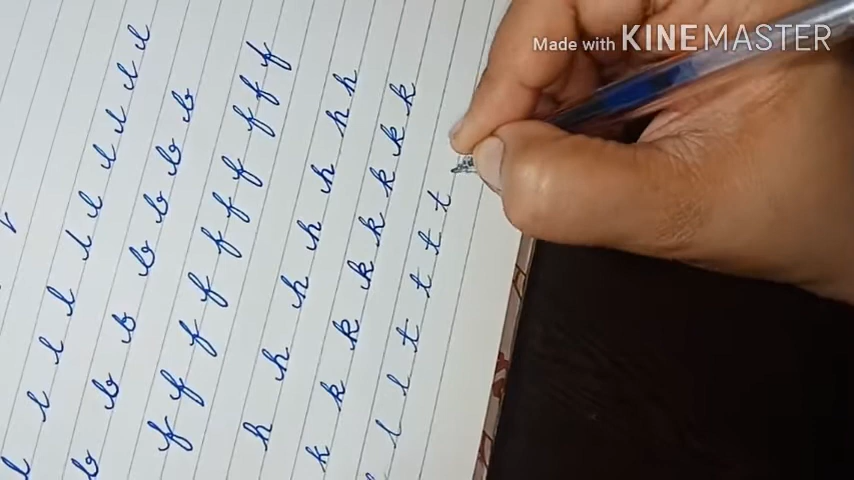 Made with KINEMASTER
l l l l l l l l l l
b b b b b b b
f f f f f f f f f f
h h h h h h h
k k k k k k k k
l l t t t t